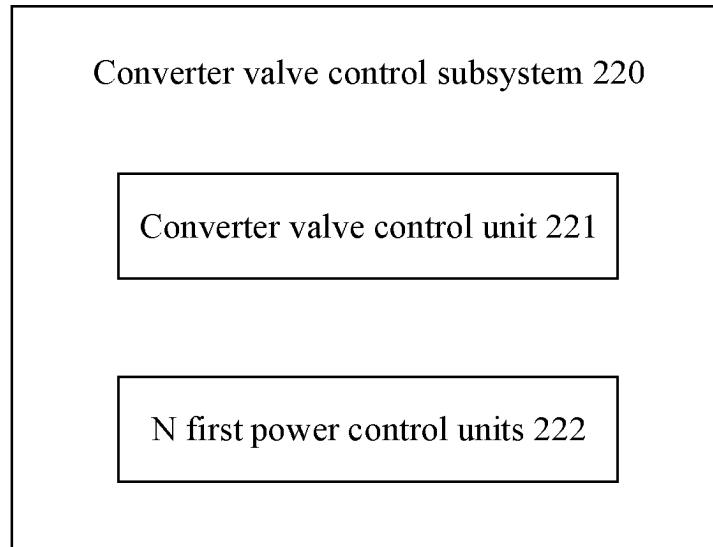 Converter valve control subsystem 220
Converter valve control unit 221
N first power control units 222